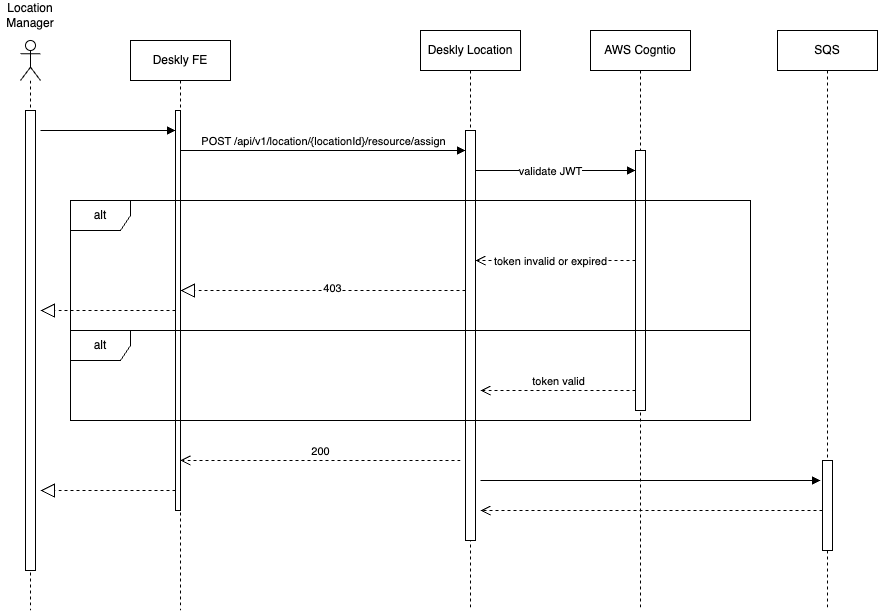 Location
Manager
Deskly FE
Deskly Location
AWS Cogntio
SQS
POST /api/v1/location/{locationId}/resource/assign
validate JWT
alt
token invalid or expired
403
alt
token valid
200